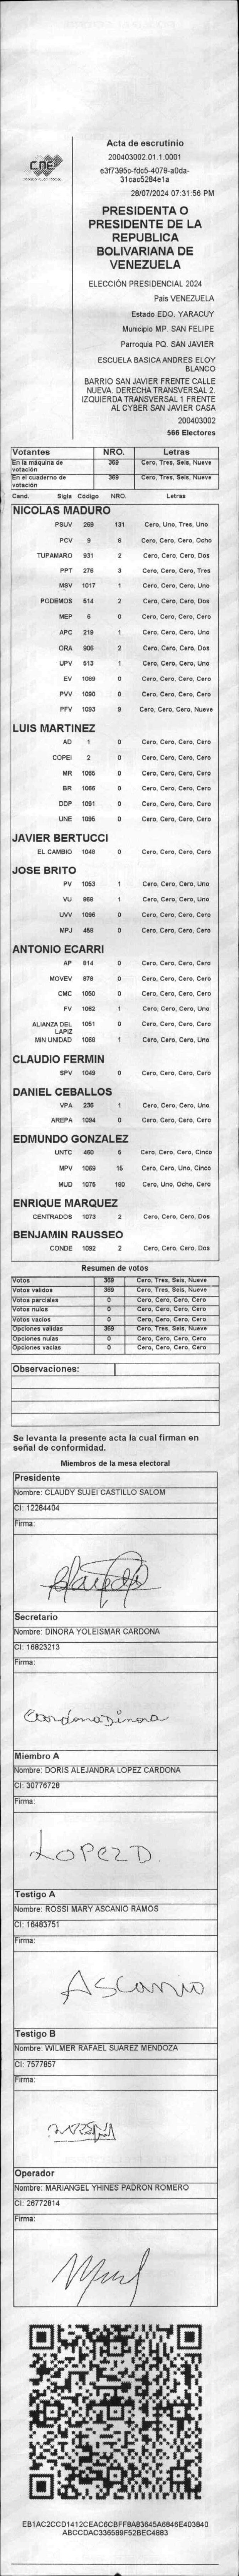 CNE
Acta de escrutinio
200403002.01.1.0001
e3f7395c-fdc5-4079-a0da-
31cac5284e1a
28/07/2024 07:31:56 PM
PRESIDENTA O
PRESIDENTE DE LA
REPUBLICA
BOLIVARIANA DE
VENEZUELA
ELECCIÓN PRESIDENCIAL 2024
País VENEZUELA
Estado EDO. YARACUY
Municipio MP. SAN FELIPE
Parroquia PQ. SAN JAVIER
ESCUELA BASICA ANDRES ELOY
BLANCO
BARRIO SAN JAVIER FRENTE CALLE
NUEVA. DERECHA TRANSVERSAL 2.
IZQUIERDA TRANSVERSAL 1 FRENTE
AL CYBER SAN JAVIER CASA
200403002
566 Electores
Votantes NRO. Letras
En la máquina de votación 369 Cero, Tres, Seis, Nueve
En el cuaderno de votación 369 Cero, Tres, Seis, Nueve
Cand. Sigla Código NRO. Letras
NICOLAS MADURO
PSUV 269 131 Cero, Uno, Tres, Uno
PCV 9 8 Cero, Cero, Cero, Ocho
TUPAMARO 931 2 Cero, Cero, Cero, Dos
PPT 276 3 Cero, Cero, Cero, Tres
MSV 1017 1 Cero, Cero, Cero, Uno
PODEMOS 514 2 Cero, Cero, Cero, Dos
MEP 6 0 Cero, Cero, Cero, Cero
APC 219 1 Cero, Cero, Cero, Uno
ORA 906 2 Cero, Cero, Cero, Dos
UPV 513 1 Cero, Cero, Cero, Uno
EV 1089 0 Cero, Cero, Cero, Cero
PVV 1090 0 Cero, Cero, Cero, Cero
PFV 1093 9 Cero, Cero, Cero, Nueve
LUIS MARTINEZ
AD 1 0 Cero, Cero, Cero, Cero
COPEI 2 0 Cero, Cero, Cero, Cero
MR 1065 0 Cero, Cero, Cero, Cero
BR 1066 0 Cero, Cero, Cero, Cero
DDP 1091 0 Cero, Cero, Cero, Cero
UNE 1095 0 Cero, Cero, Cero, Cero
JAVIER BERTUCCI
EL CAMBIO 1048 0 Cero, Cero, Cero, Cero
JOSE BRITO
PV 1053 1 Cero, Cero, Cero, Uno
VU 868 1 Cero, Cero, Cero, Uno
UVV 1096 0 Cero, Cero, Cero, Cero
MPJ 458 0 Cero, Cero, Cero, Cero
ANTONIO ECARRI
AP 814 0 Cero, Cero, Cero, Cero
MOVEV 878 0 Cero, Cero, Cero, Cero
CMC 1050 0 Cero, Cero, Cero, Cero
FV 1062 1 Cero, Cero, Cero, Uno
ALIANZA DEL LAPIZ 1051 0 Cero, Cero, Cero, Cero
MIN UNIDAD 1068 1 Cero, Cero, Cero, Uno
CLAUDIO FERMIN
SPV 1049 0 Cero, Cero, Cero, Cero
DANIEL CEBALLOS
VPA 236 1 Cero, Cero, Cero, Uno
AREPA 1094 0 Cero, Cero, Cero, Cero
EDMUNDO GONZALEZ
UNTC 460 5 Cero, Cero, Cero, Cinco
MPV 1069 15 Cero, Cero, Uno, Cinco
MUD 1075 180 Cero, Uno, Ocho, Cero
ENRIQUE MARQUEZ
CENTRADOS 1073 2 Cero, Cero, Cero, Dos
BENJAMIN RAUSSEO
CONDE 1092 2 Cero, Cero, Cero, Dos
Resumen de votos
Votos 369 Cero, Tres, Seis, Nueve
Votos validos 369 Cero, Tres, Seis, Nueve
Votos parciales 0 Cero, Cero, Cero, Cero
Votos nulos 0 Cero, Cero, Cero, Cero
Votos vacios 0 Cero, Cero, Cero, Cero
Opciones validas 369 Cero, Tres, Seis, Nueve
Opciones nulas 0 Cero, Cero, Cero, Cero
Opciones vacias 0 Cero, Cero, Cero, Cero
Observaciones:
Se levanta la presente acta la cual firman en
señal de conformidad.
Miembros de la mesa electoral
Presidente
Nombre: CLAUDY SUJEI CASTILLO SALOM
CI: 12284404
Firma:
Secretario
Nombre: DINORA YOLEISMAR CARDONA
CI: 16823213
Firma:
Cardona Dinora
Miembro A
Nombre: DORIS ALEJANDRA LOPEZ CARDONA
CI: 30776728
Firma:
Lopez D.
Testigo A
Nombre: ROSSI MARY ASCANIO RAMOS
CI: 16483751
Firma:
Ascanio
Testigo B
Nombre: WILMER RAFAEL SUAREZ MENDOZA
CI: 7577857
Firma:
Operador
Nombre: MARIANGEL YHINES PADRON ROMERO
CI: 26772814
Firma:
EB1AC2CCD1412CEAC6CBFF8A83645A6846E403840
ABCCDAC336589F52BEC4883